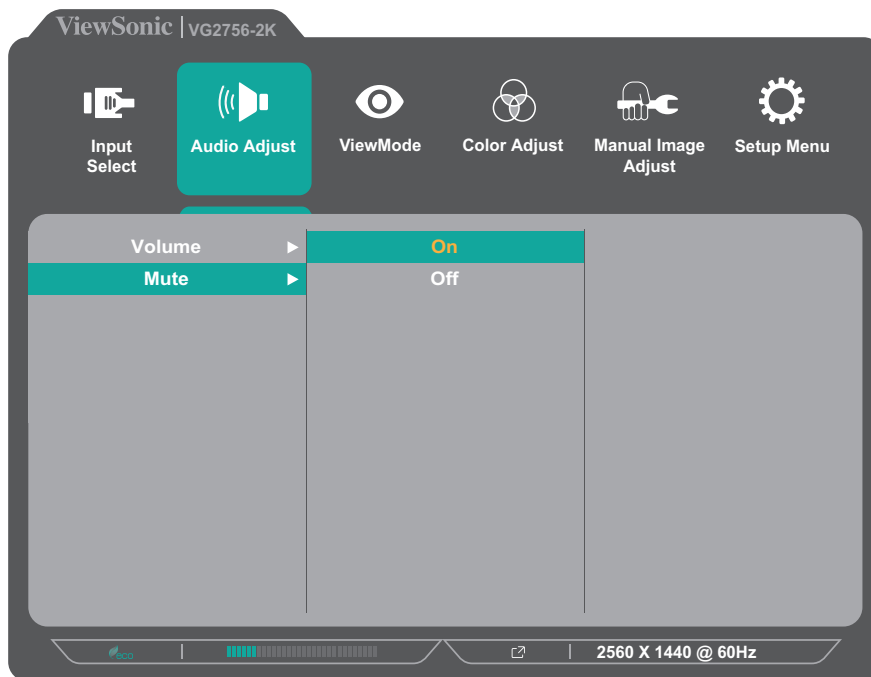 ViewSonic | VG2756-2K
Input Select
Audio Adjust
ViewMode
Color Adjust
Manual Image Adjust
Setup Menu
Volume
On
Mute
Off
eco
2560 X 1440 @ 60Hz